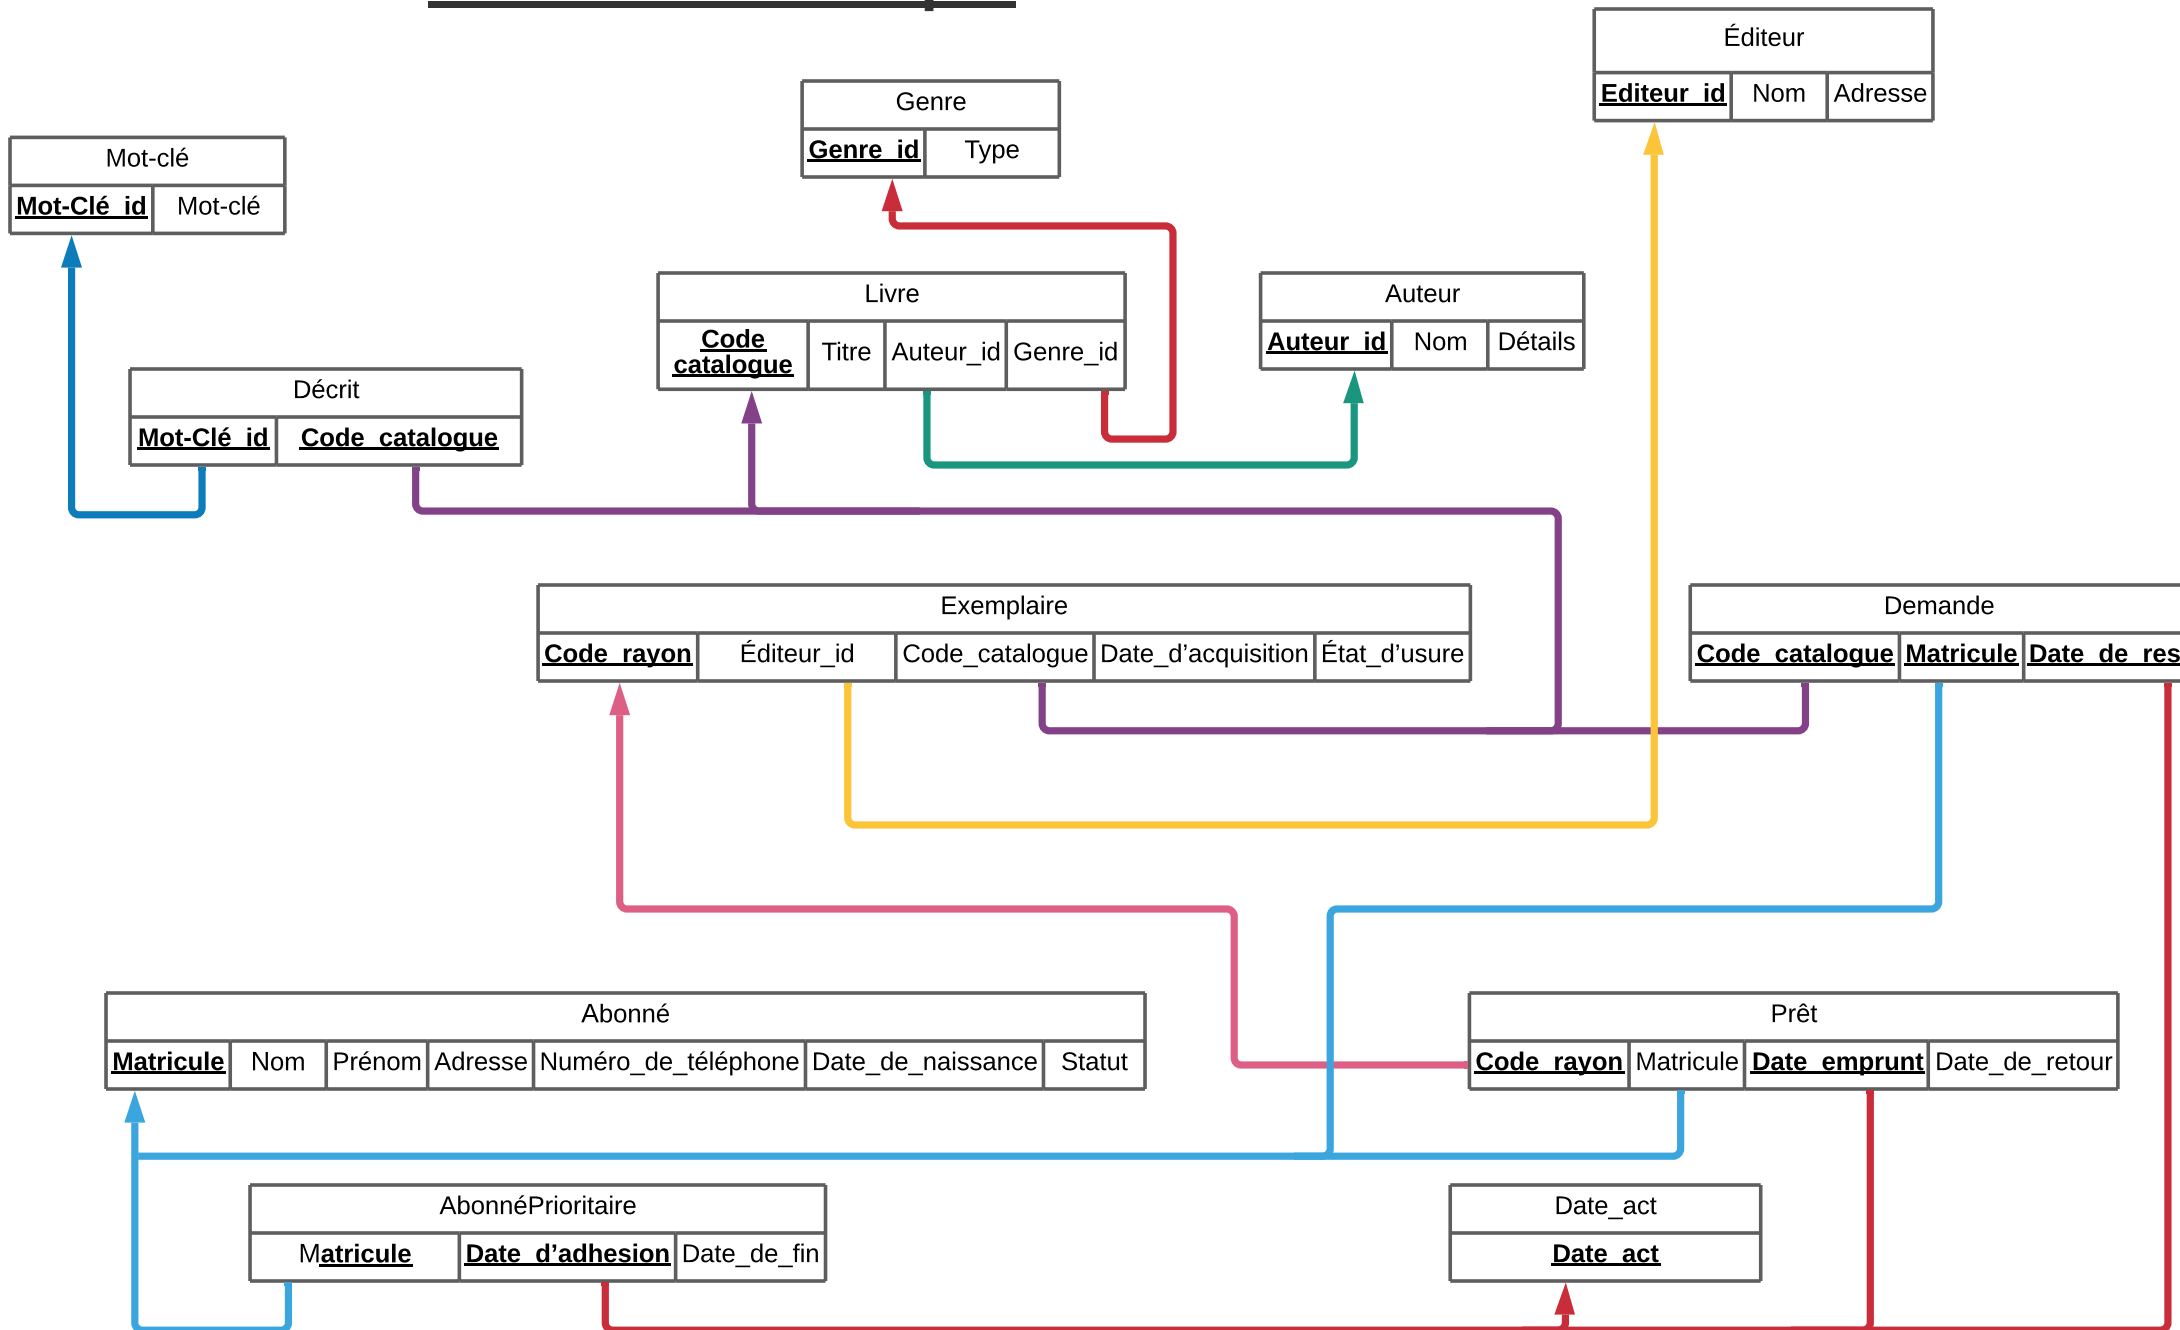 Éditeur
Editeur_id Nom Adresse
Genre
Genre_id Type
Mot-clé
Mot-Clé_id Mot-clé
Livre
Code catalogue Titre Auteur_id Genre_id
Auteur
Auteur_id Nom Détails
Décrit
Mot-Clé_id Code_catalogue
Exemplaire
Code_rayon Éditeur_id Code_catalogue Date_d’acquisition État_d’usure
Demande
Code_catalogue Matricule Date_de_res
Abonné
Matricule Nom Prénom Adresse Numéro_de_téléphone Date_de_naissance Statut
Prêt
Code_rayon Matricule Date_emprunt Date_de_retour
AbonnéPrioritaire
Matricule Date_d’adhesion Date_de_fin
Date_act
Date_act